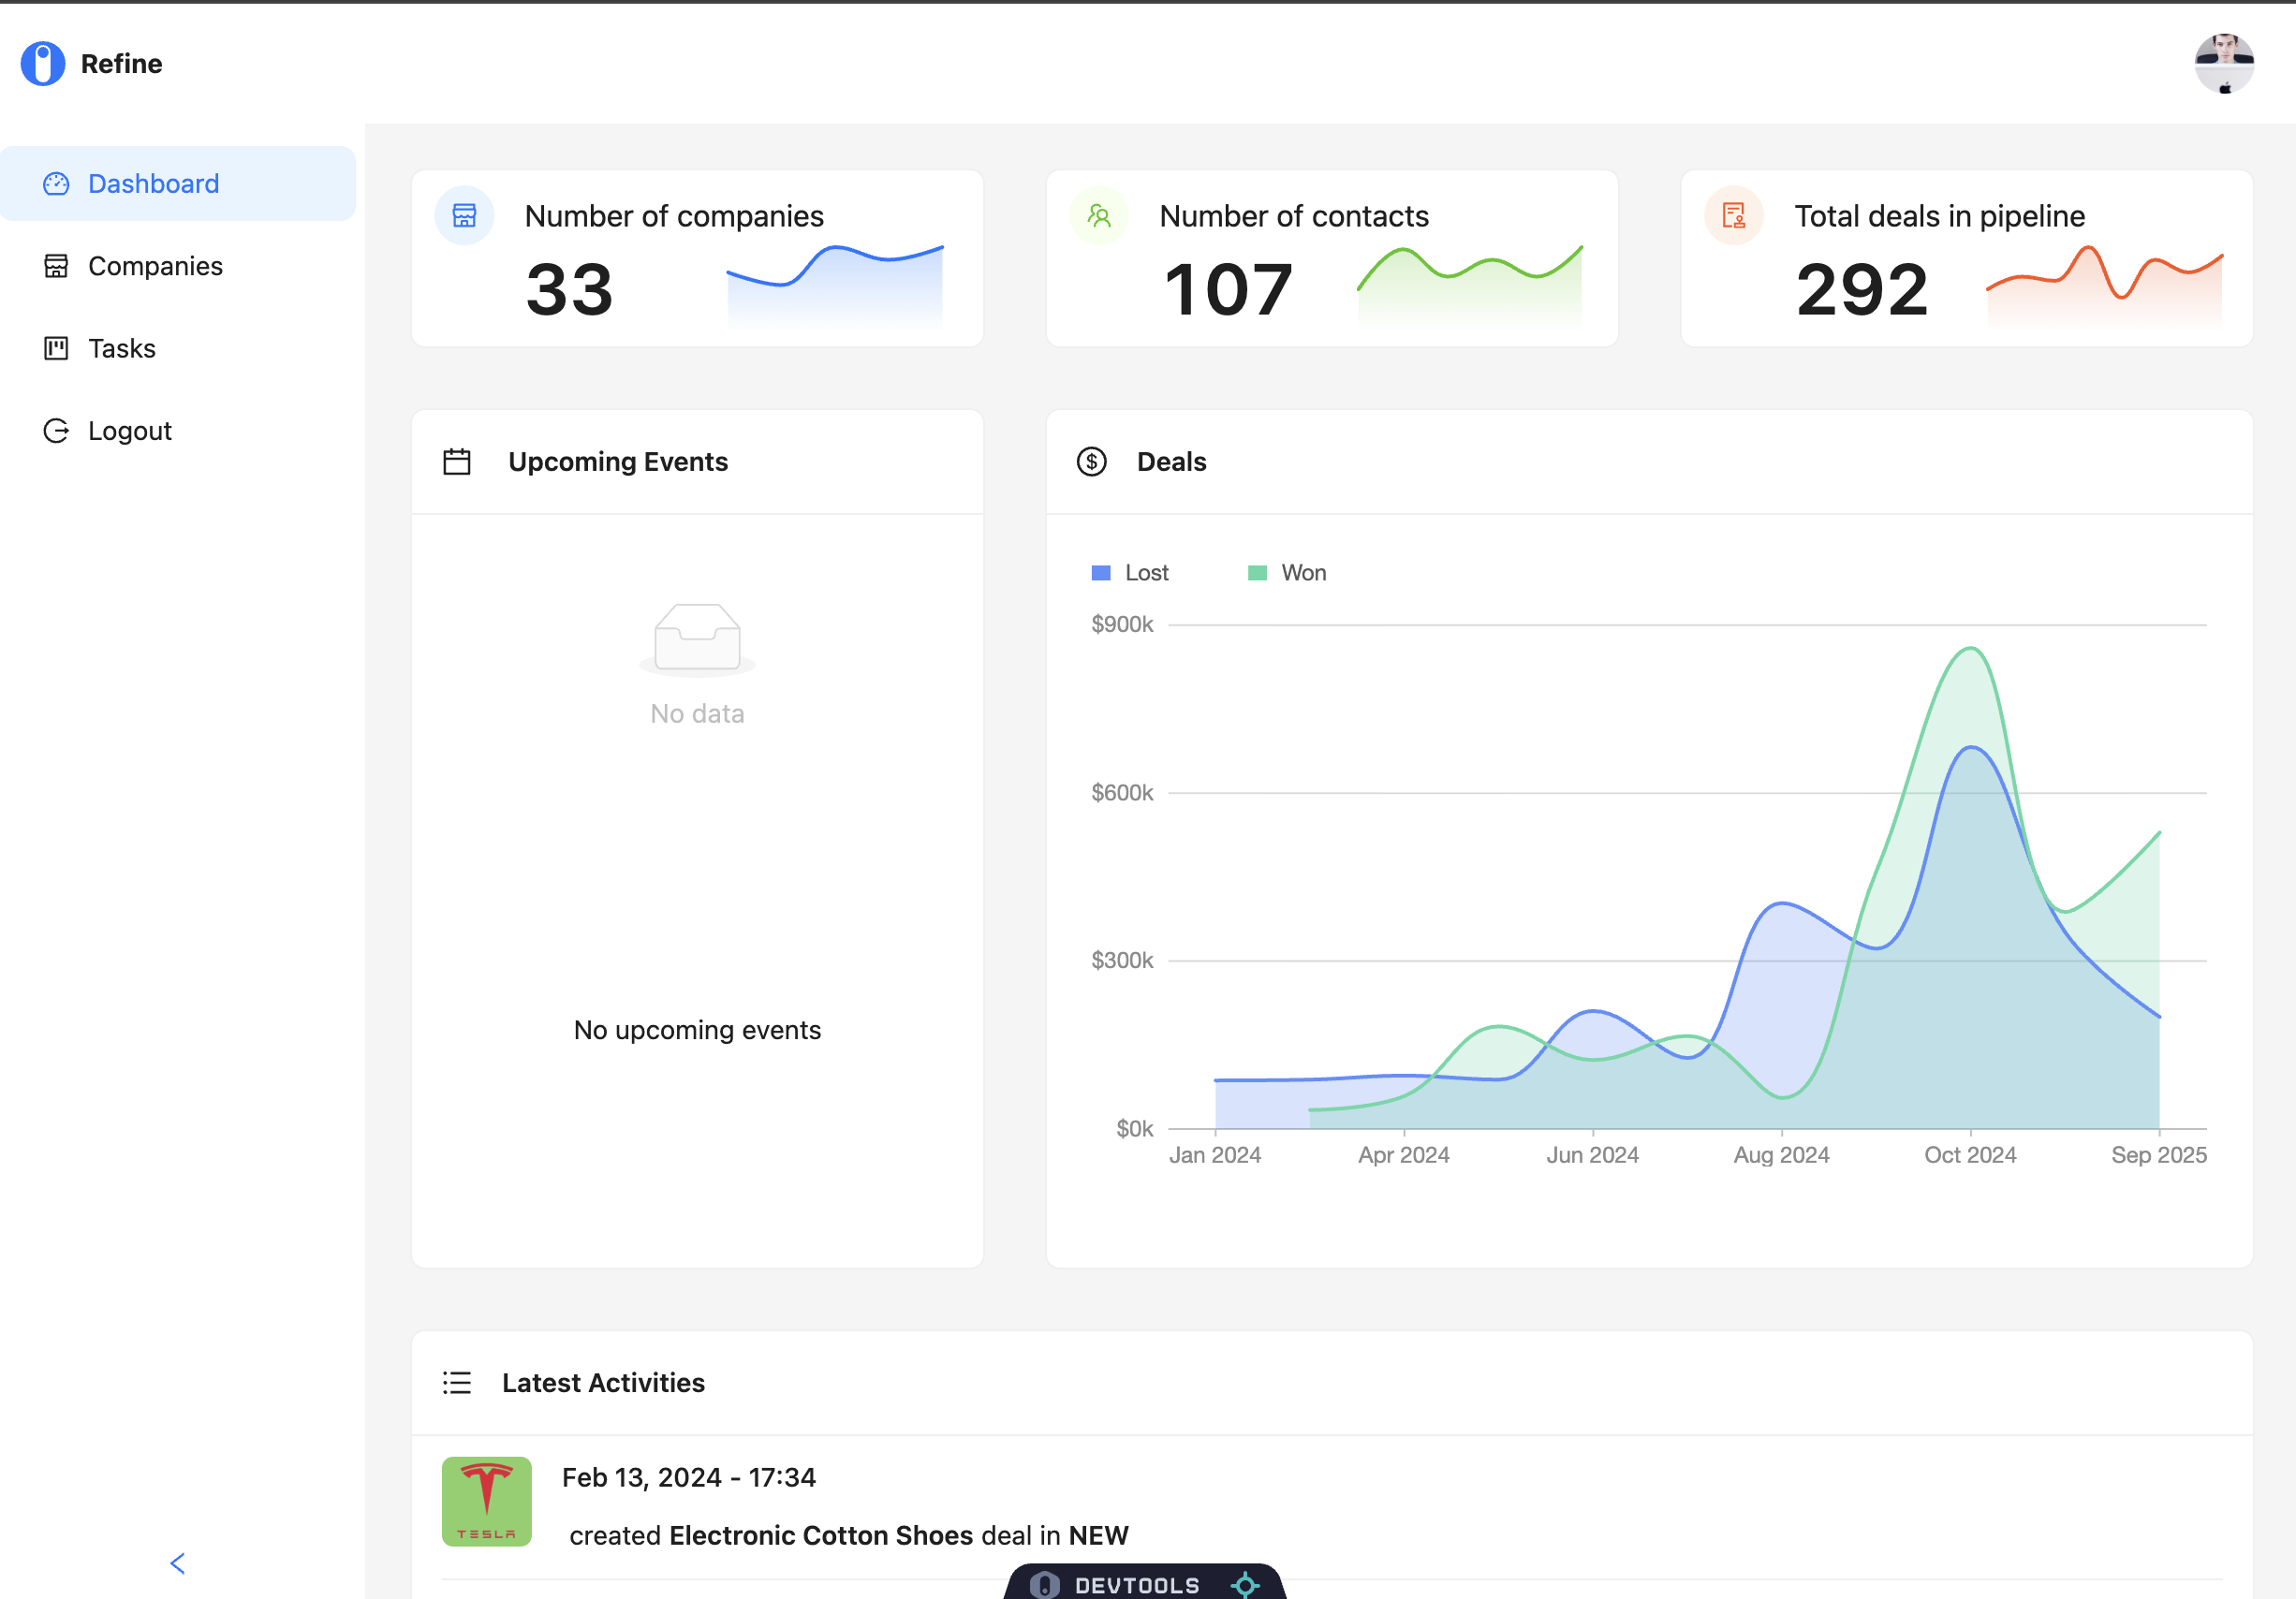 Refine
Dashboard
Companies
Tasks
Logout
Number of companies
33
Number of contacts
107
Total deals in pipeline
292
Upcoming Events
No data
No upcoming events
Deals
Lost Won
$900k
$600k
$300k
$0k
Jan 2024 Apr 2024 Jun 2024 Aug 2024 Oct 2024 Sep 2025
Latest Activities
TESLA
Feb 13, 2024 - 17:34
created Electronic Cotton Shoes deal in NEW
DEVTOOLS